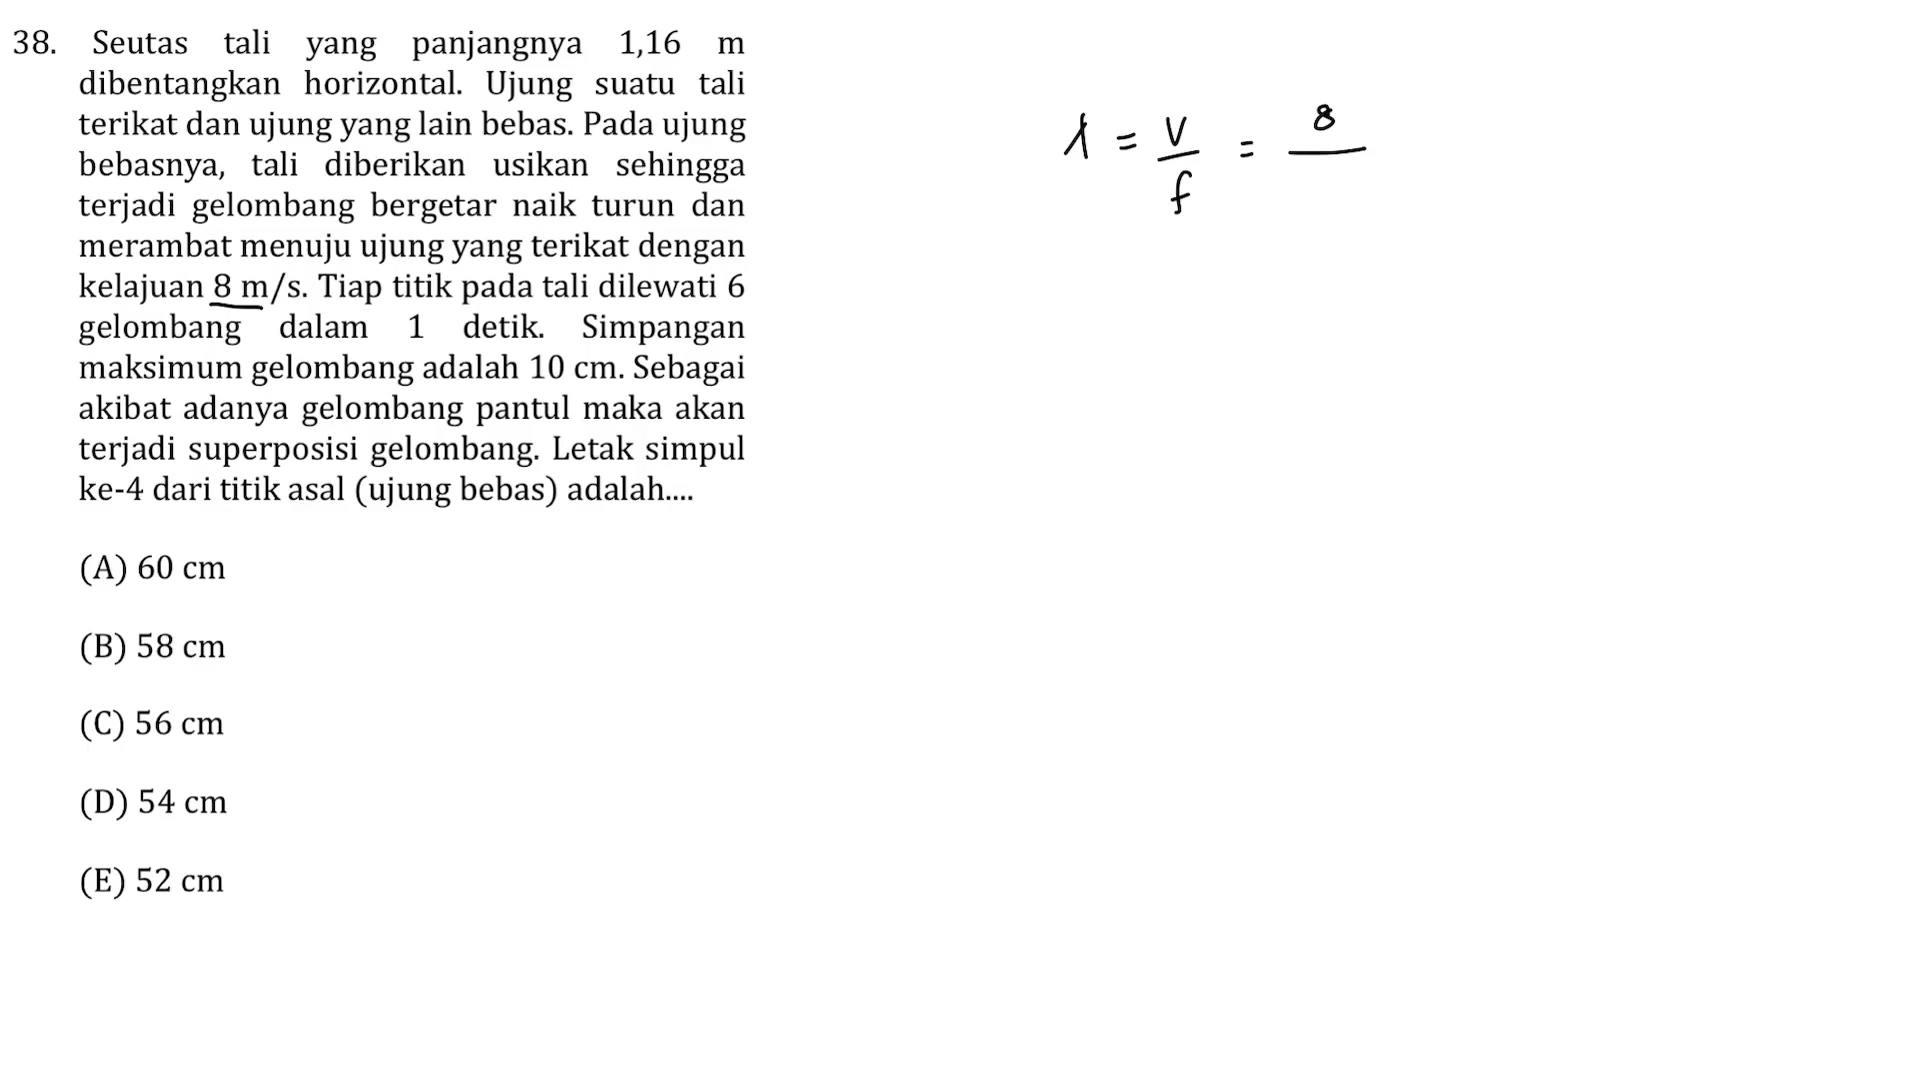 38. Seutas tali yang panjangnya 1,16 m
dibentangkan horizontal. Ujung suatu tali
terikat dan ujung yang lain bebas. Pada ujung
bebasnya, tali diberikan usikan sehingga
terjadi gelombang bergetar naik turun dan
merambat menuju ujung yang terikat dengan
kelajuan 8 m/s. Tiap titik pada tali dilewati 6
gelombang dalam 1 detik. Simpangan
maksimum gelombang adalah 10 cm. Sebagai
akibat adanya gelombang pantul maka akan
terjadi superposisi gelombang. Letak simpul
ke-4 dari titik asal (ujung bebas) adalah....
(A) 60 cm
(B) 58 cm
(C) 56 cm
(D) 54 cm
(E) 52 cm
λ = v/f = 8/